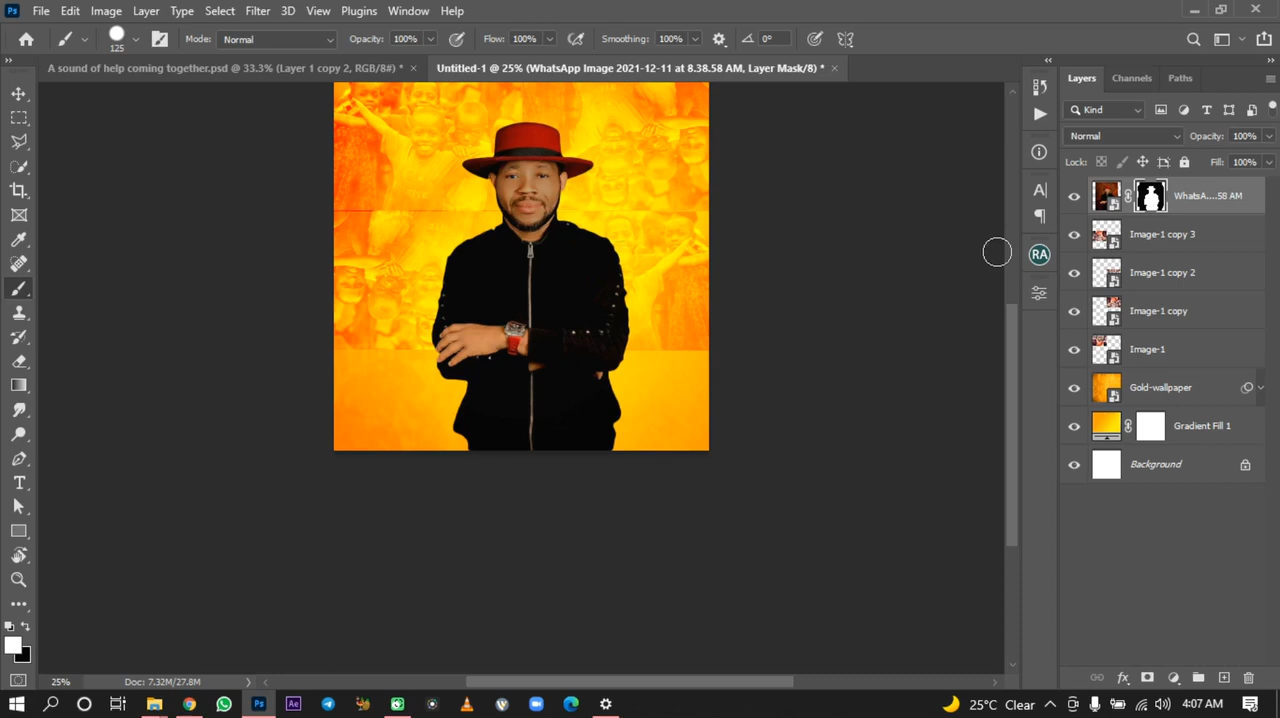 Ps File Edit Image Layer Type Select Filter 3D View Plugins Window Help
125 Mode: Normal Opacity: 100% Flow: 100% Smoothing: 100% 0°
A sound of help coming together.psd @ 33.3% (Layer 1 copy 2, RGB/8#) * × Untitled-1 @ 25% (WhatsApp Image 2021-12-11 at 8.38.58 AM, Layer Mask/8) * ×
Layers Channels Paths
Kind
Normal Opacity: 100%
Lock: Fill: 100%
WhatsA....58 AM
Image-1 copy 3
RA
Image-1 copy 2
Image-1 copy
Image-1
Gold-wallpaper
Gradient Fill 1
Background
25% Doc: 7.32M/27.8M
fx
Ps Ae 25°C Clear 4:07 AM